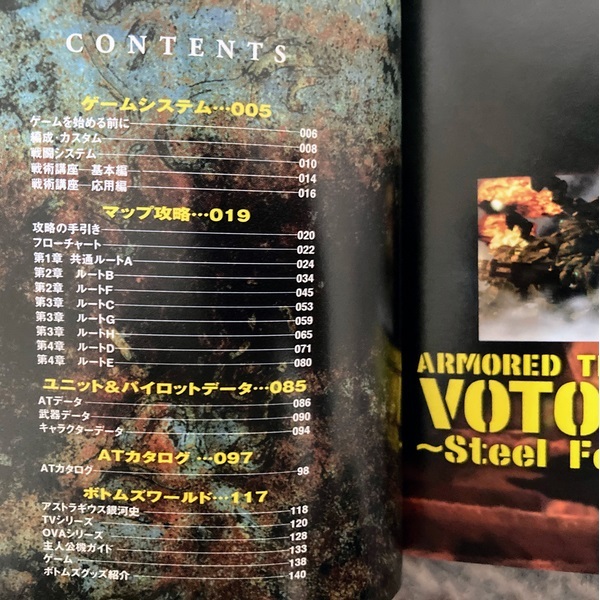 CONTENTS
ゲームシステム…005
ゲームを始める前に 006
編成・カスタム 008
戦闘システム 010
戦術講座 基本編 014
戦術講座 応用編 016
マップ攻略…019
攻略の手引き 020
フローチャート 022
第1章 共通ルートA 024
第2章 ルートB 034
第2章 ルートF 045
第3章 ルートC 053
第3章 ルートG 059
第3章 ルートH 065
第4章 ルートD 071
第4章 ルートE 080
ユニット&パイロットデータ…085
ATデータ 086
武器データ 090
キャラクターデータ 094
ATカタログ…097
ATカタログ 98
ボトムズワールド…117
アストラギウス銀河史 118
TVシリーズ 120
OVAシリーズ 128
主人公機ガイド 133
ゲーム 138
ボトムズグッズ紹介 140
ARMORED T
VOTO
~Steel Fo